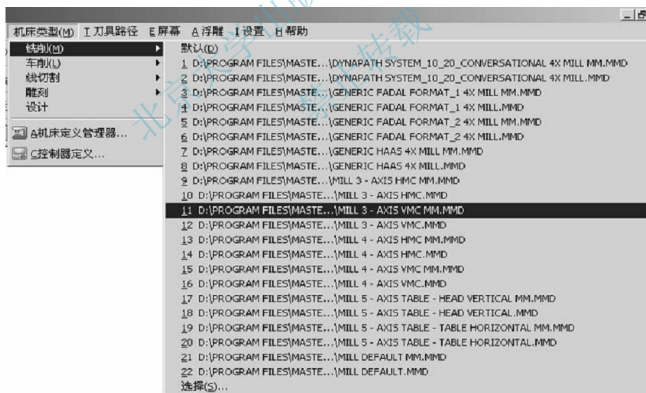 机床类型(M) T刀具路径 E屏幕 A浮雕 I设置 H帮助
铣削(M)
车削(L)
线切割
雕刻
设计
A机床定义管理器...
C控制器定义...
默认(D)
1 D:\PROGRAM FILES\MASTE...\DYNAPATH SYSTEM_10_20_CONVERSATIONAL 4X MILL MM.MMD
2 D:\PROGRAM FILES\MASTE...\DYNAPATH SYSTEM_10_20_CONVERSATIONAL 4X MILL.MMD
3 D:\PROGRAM FILES\MASTE...\GENERIC FADAL FORMAT_1 4X MILL MM.MMD
4 D:\PROGRAM FILES\MASTE...\GENERIC FADAL FORMAT_1 4X MILL.MMD
5 D:\PROGRAM FILES\MASTE...\GENERIC FADAL FORMAT_2 4X MILL MM.MMD
6 D:\PROGRAM FILES\MASTE...\GENERIC FADAL FORMAT_2 4X MILL.MMD
7 D:\PROGRAM FILES\MASTE...\GENERIC HAAS 4X MILL MM.MMD
8 D:\PROGRAM FILES\MASTE...\GENERIC HAAS 4X MILL.MMD
9 D:\PROGRAM FILES\MASTE...\MILL 3 - AXIS HMC MM.MMD
10 D:\PROGRAM FILES\MASTE...\MILL 3 - AXIS HMC.MMD
11 D:\PROGRAM FILES\MASTE...\MILL 3 - AXIS VMC MM.MMD
12 D:\PROGRAM FILES\MASTE...\MILL 3 - AXIS VMC.MMD
13 D:\PROGRAM FILES\MASTE...\MILL 4 - AXIS HMC MM.MMD
14 D:\PROGRAM FILES\MASTE...\MILL 4 - AXIS HMC.MMD
15 D:\PROGRAM FILES\MASTE...\MILL 4 - AXIS VMC MM.MMD
16 D:\PROGRAM FILES\MASTE...\MILL 4 - AXIS VMC.MMD
17 D:\PROGRAM FILES\MASTE...\MILL 5 - AXIS TABLE - HEAD VERTICAL MM.MMD
18 D:\PROGRAM FILES\MASTE...\MILL 5 - AXIS TABLE - HEAD VERTICAL.MMD
19 D:\PROGRAM FILES\MASTE...\MILL 5 - AXIS TABLE - TABLE HORIZONTAL MM.MMD
20 D:\PROGRAM FILES\MASTE...\MILL 5 - AXIS TABLE - TABLE HORIZONTAL.MMD
21 D:\PROGRAM FILES\MASTE...\MILL DEFAULT MM.MMD
22 D:\PROGRAM FILES\MASTE...\MILL DEFAULT.MMD
选择(S)...